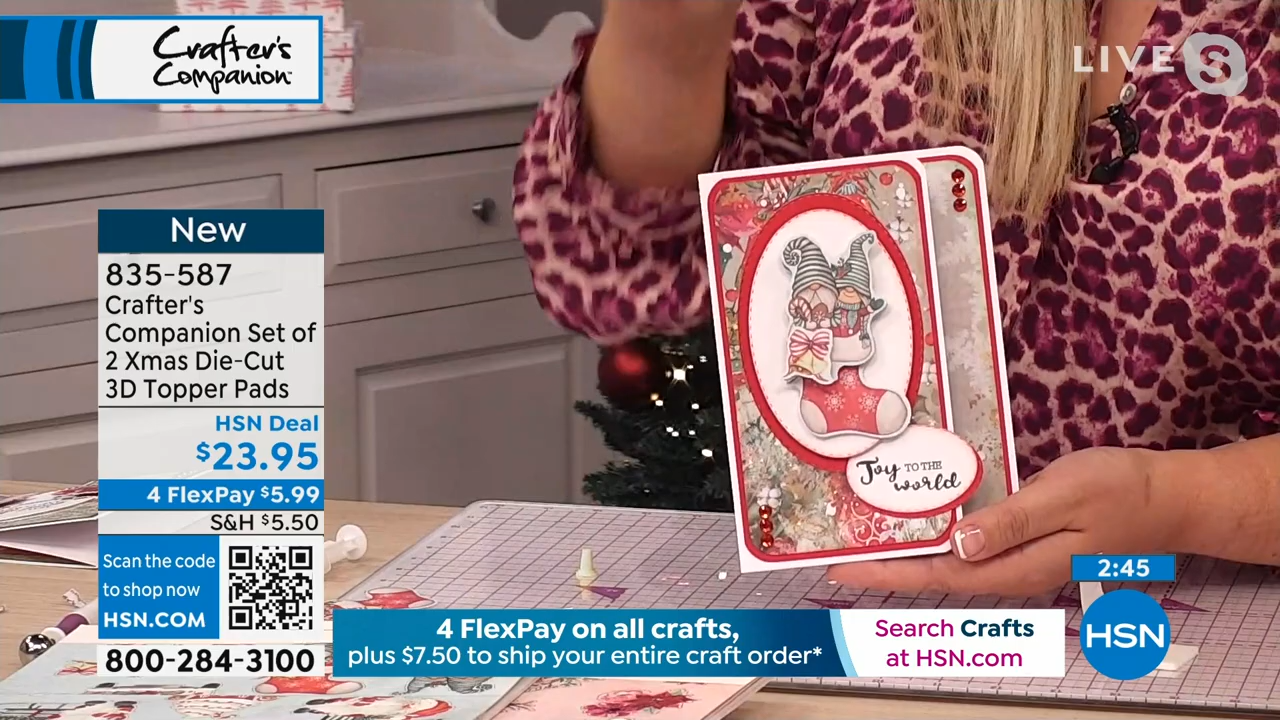 Crafter's
Companion
LIVE S
New
835-587
Crafter's
Companion Set of
2 Xmas Die-Cut
3D Topper Pads
HSN Deal
$23.95
4 FlexPay $5.99
S&H $5.50
Scan the code
to shop now
HSN.COM
800-284-3100
Joy TO THE
world
2:45
4 FlexPay on all crafts,
plus $7.50 to ship your entire craft order*
Search Crafts
at HSN.com
HSN